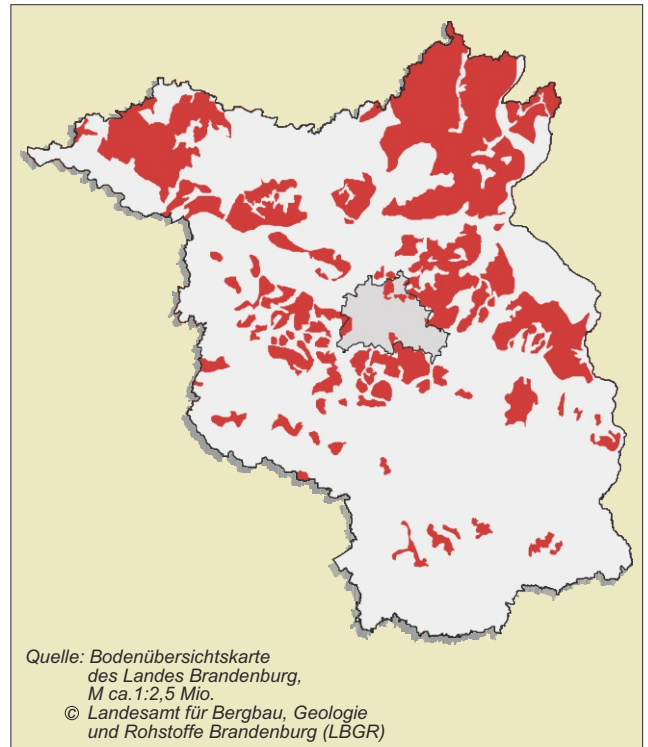 Quelle: Bodenübersichtskarte
des Landes Brandenburg,
M ca.1:2,5 Mio.
© Landesamt für Bergbau, Geologie
und Rohstoffe Brandenburg (LBGR)